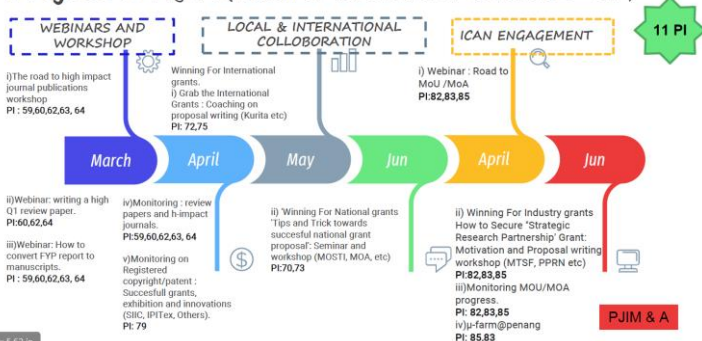 WEBINARS AND
WORKSHOP
LOCAL & INTERNATIONAL
COLLOBORATION
ICAN ENGAGEMENT
11 PI
i)The road to high impact
journal publications
workshop
PI : 59,60,62,63, 64
Winning For International
grants.
i) Grab the International
Grants : Coaching on
proposal writing (Kurita etc)
PI: 72,75
i) Webinar : Road to
MoU /MoA
PI:82,83,85
March
April
May
Jun
April
Jun
ii)Webinar: writing a high
Q1 review paper.
PI:60,62,64
iii)Webinar: How to
convert FYP report to
manuscripts.
PI : 59,60,62,63, 64
iv)Monitoring : review
papers and h-impact
journals.
PI:59,60,62,63, 64
v)Monitoring on
Registered
copyright/patent :
Succesfull grants,
exhibition and innovations
(SIIC, IPITex, Others).
PI: 79
ii) 'Winning For National grants
'Tips and Trick towards
succesful national grant
proposal': Seminar and
workshop (MOSTI, MOA, etc)
PI:70,73
ii) Winning For Industry grants
How to Secure 'Strategic
Research Partnership' Grant:
Motivation and Proposal writing
workshop (MTSF, PPRN etc)
PI:82,83,85
iii)Monitoring MOU/MOA
progress.
PI: 82,83,85
iv)µ-farm@penang
PI: 85,83
PJIM & A